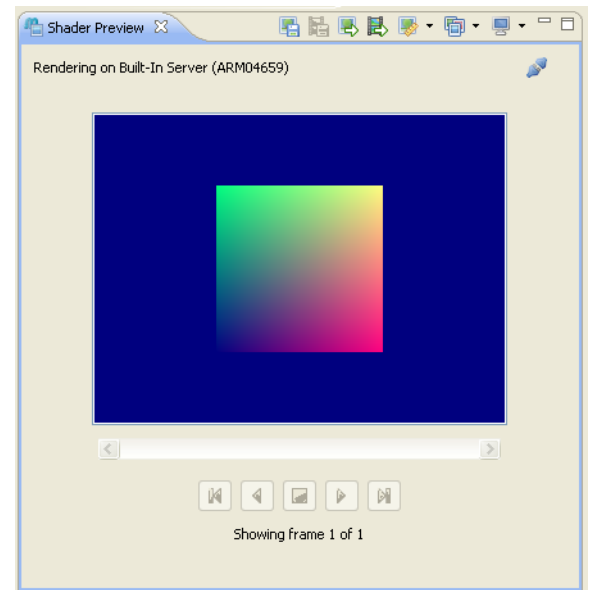 Shader Preview
Rendering on Built-In Server (ARM04659)
Showing frame 1 of 1